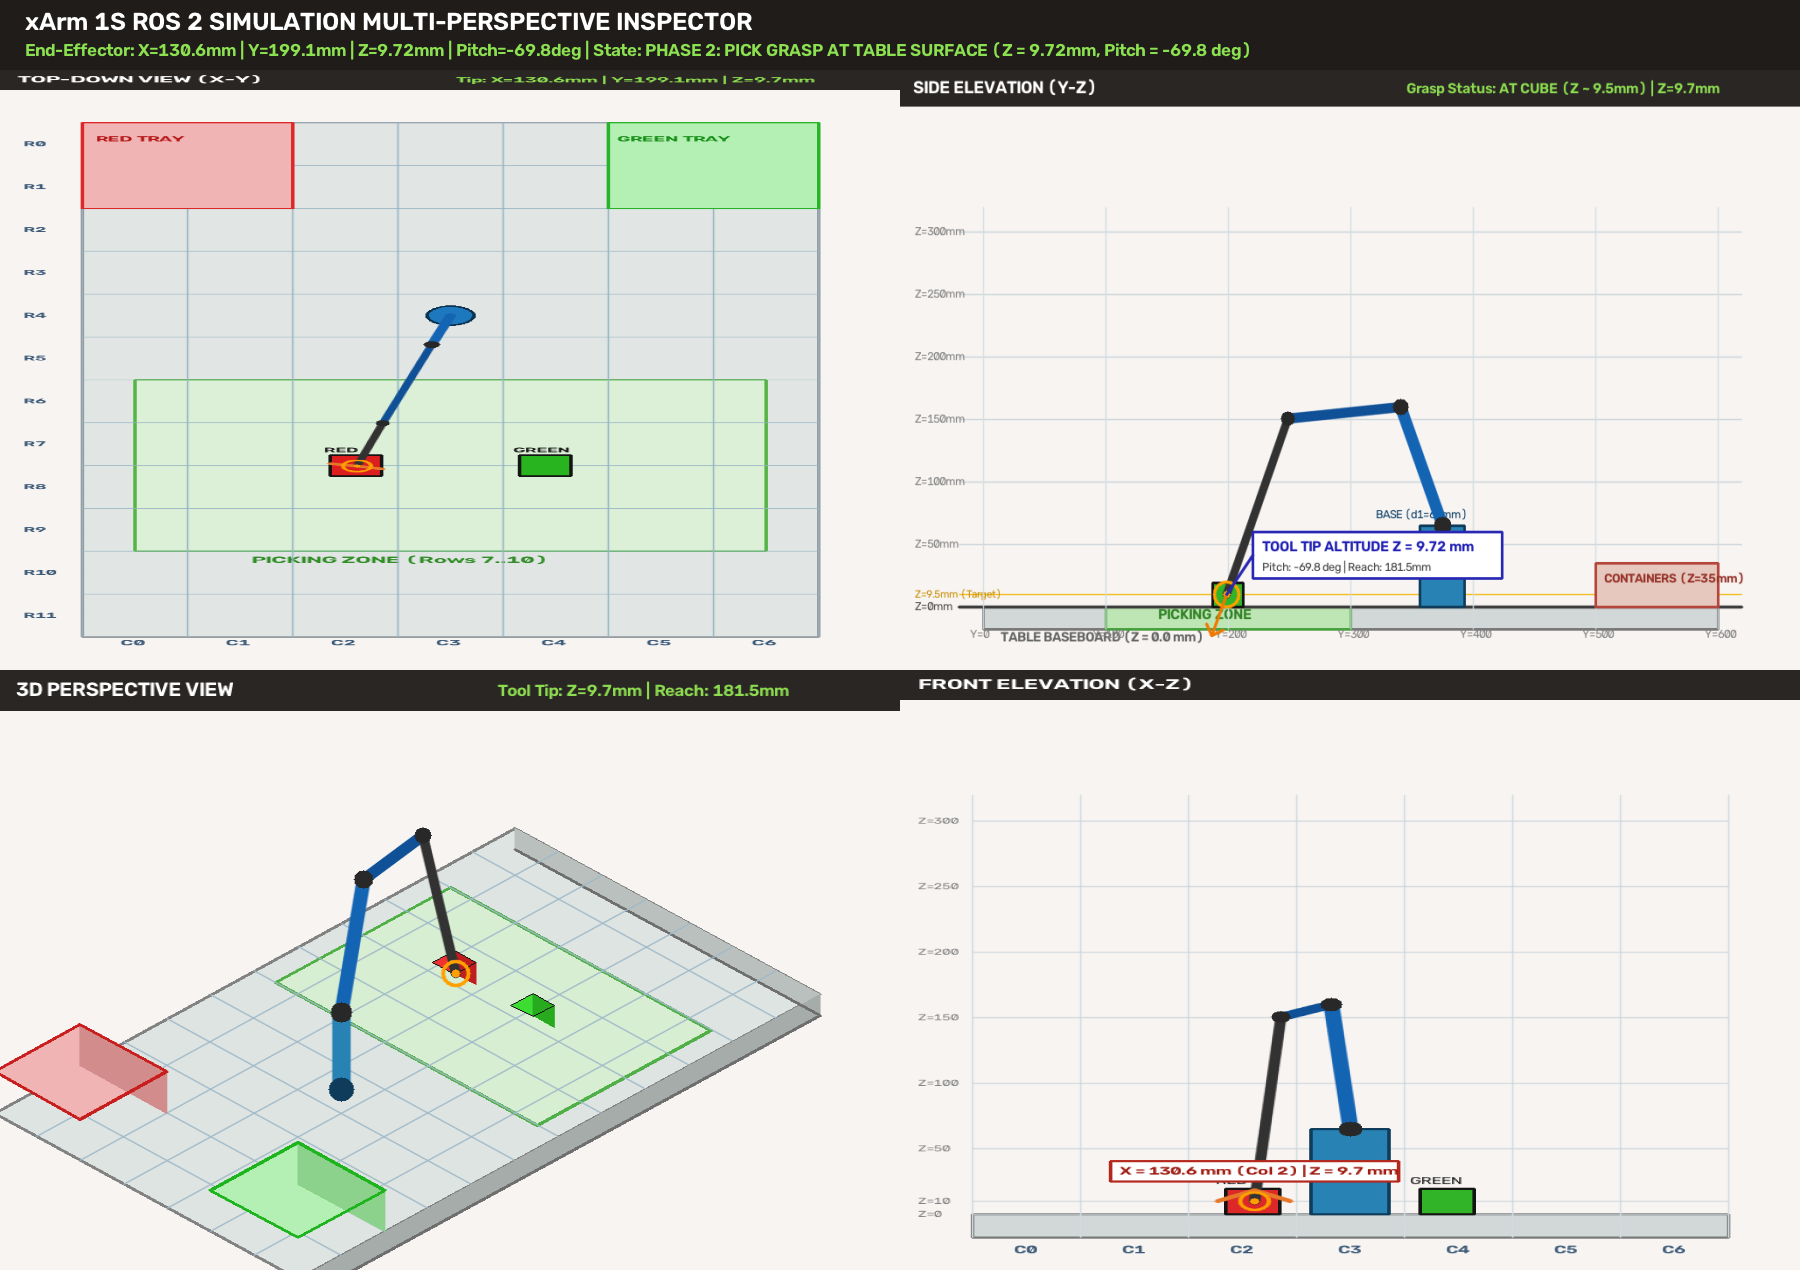 xArm 1S ROS 2 SIMULATION MULTI-PERSPECTIVE INSPECTOR
End-Effector: X=130.6mm | Y=199.1mm | Z=9.72mm | Pitch=-69.8deg | State: PHASE 2: PICK GRASP AT TABLE SURFACE (Z = 9.72mm, Pitch = -69.8 deg)
TOP-DOWN VIEW (X-Y)
Tip: X=130.6mm | Y=199.1mm | Z=9.7mm
RED TRAY
GREEN TRAY
R0
R1
R2
R3
R4
R5
R6
R7
R8
R9
R10
R11
RED
GREEN
PICKING ZONE (Rows 7..10)
C0 C1 C2 C3 C4 C5 C6
SIDE ELEVATION (Y-Z)
Grasp Status: AT CUBE (Z ~ 9.5mm) | Z=9.7mm
Z=300mm
Z=250mm
Z=200mm
Z=150mm
Z=100mm
BASE (d1=
mm)
Z=50mm
TOOL TIP ALTITUDE Z = 9.72 mm
Pitch: -69.8 deg | Reach: 181.5mm
CONTAINERS (Z=35mm)
Z=9.5mm (Target)
Z=0mm
PICKING ZONE
TABLE BASEBOARD (Z = 0.0 mm)
Y=0 Y=200 Y=300 Y=400 Y=500 Y=600
3D PERSPECTIVE VIEW
Tool Tip: Z=9.7mm | Reach: 181.5mm
FRONT ELEVATION (X-Z)
Z=300
Z=250
Z=200
Z=150
Z=100
Z=50
X = 130.6 mm (Col 2) | Z = 9.7 mm
GREEN
Z=10
Z=0
C0 C1 C2 C3 C4 C5 C6